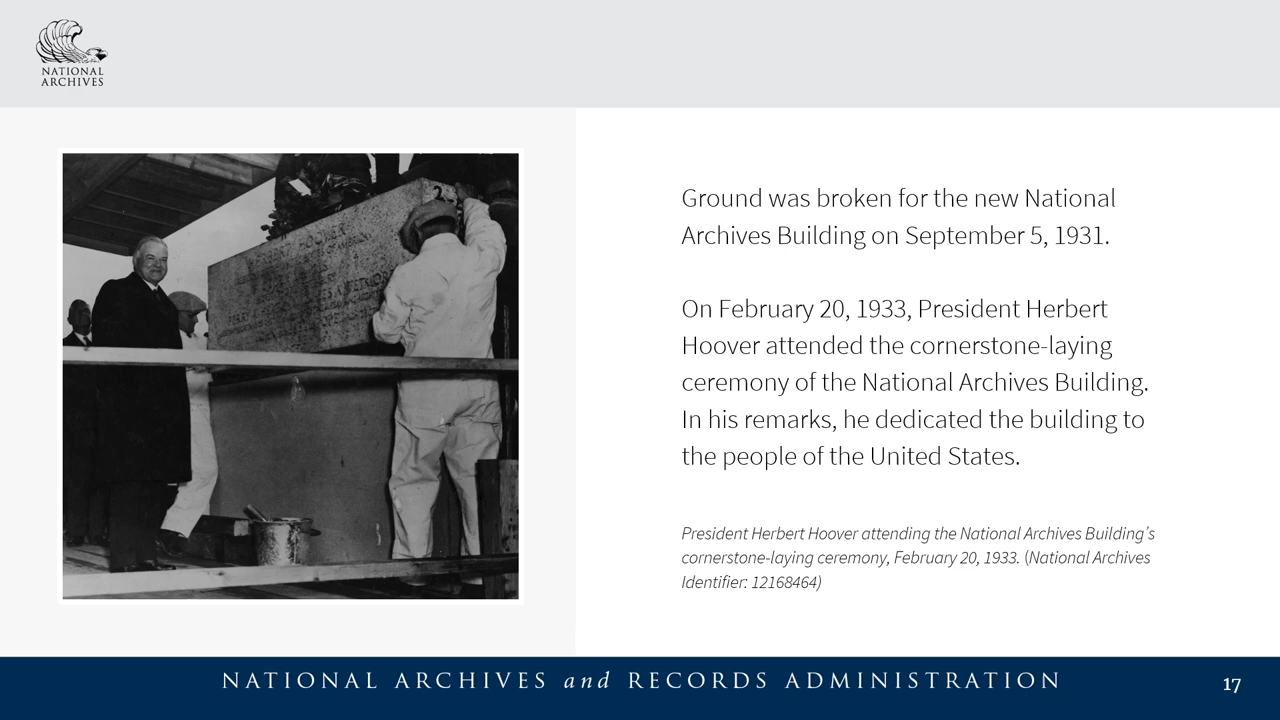 NATIONAL
ARCHIVES
HOOVER
Ground was broken for the new National
Archives Building on September 5, 1931.
On February 20, 1933, President Herbert
Hoover attended the cornerstone-laying
ceremony of the National Archives Building.
In his remarks, he dedicated the building to
the people of the United States.
President Herbert Hoover attending the National Archives Building’s
cornerstone-laying ceremony, February 20, 1933. (National Archives
Identifier: 12168464)
NATIONAL ARCHIVES and RECORDS ADMINISTRATION
17